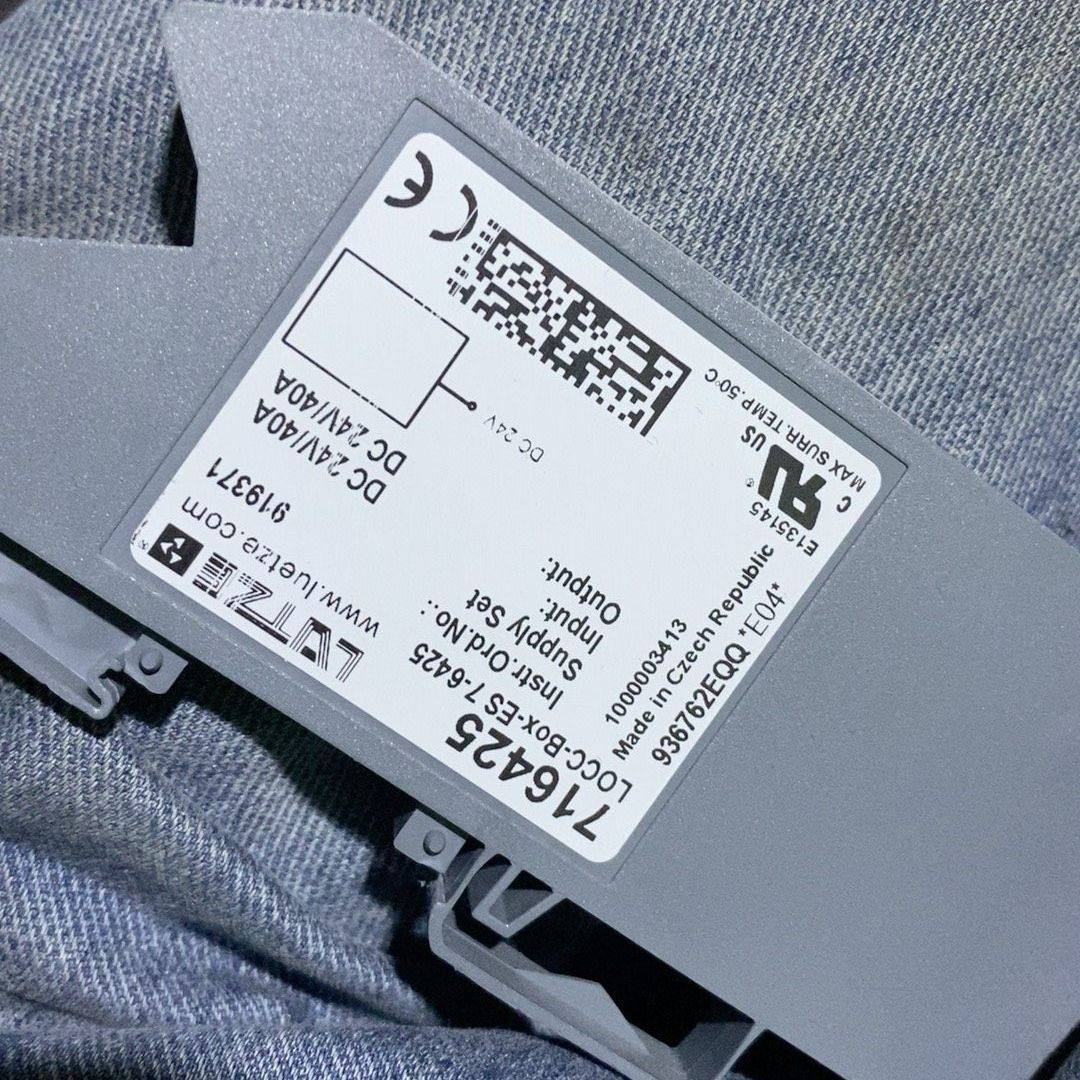 LÜTZE
www.luetze.com
716425
LOCC-Box-ES 7-6425
Instr.Ord.No.: 919371
Supply Set
Input: DC 24V/40A
Output: DC 24V/40A
DC 24V
1000003413
Made in Czech Republic
936762EQQ *E04*
E135145
C US
MAX SURR.TEMP.50°C
CE